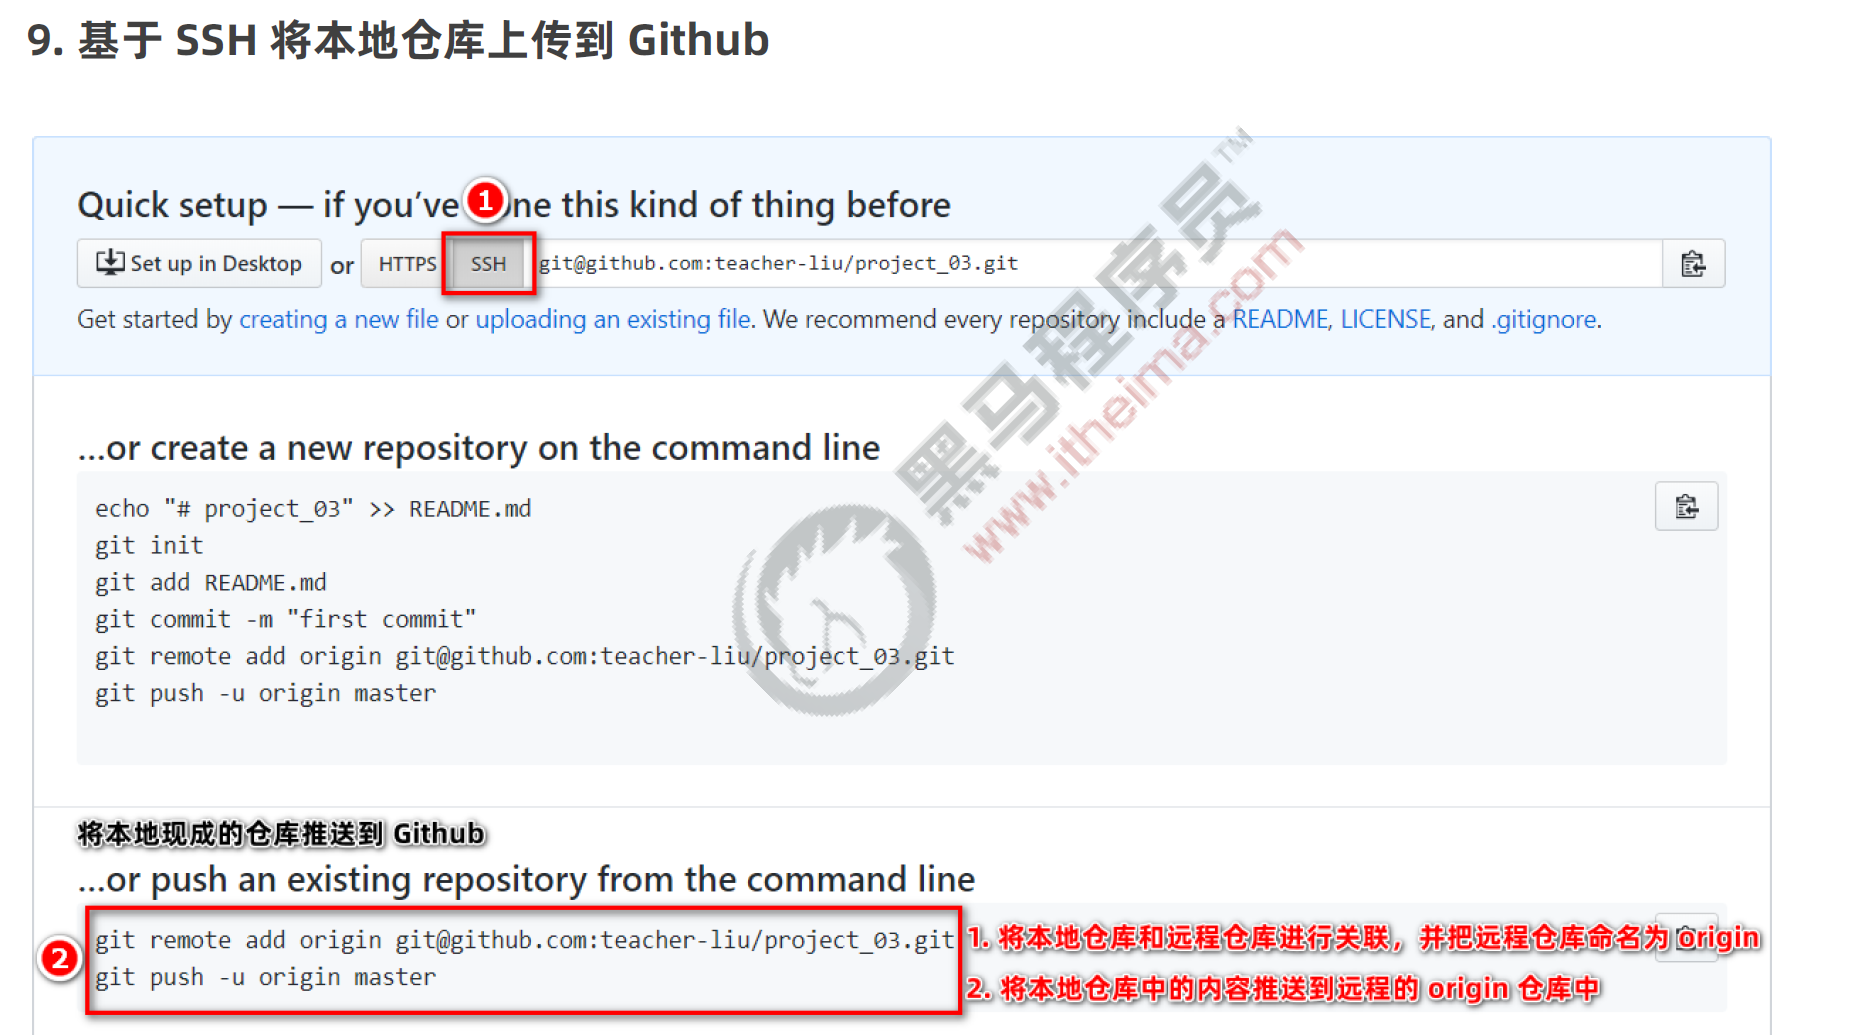 9. 基于 SSH 将本地仓库上传到 Github
Quick setup — if you've
ne this kind of thing before
1
Set up in Desktop or HTTPS SSH git@github.com:teacher-liu/project_03.git
Get started by creating a new file or uploading an existing file. We recommend every repository include a README, LICENSE, and .gitignore.
黑马程序员™
www.itheima.com
...or create a new repository on the command line
echo "# project_03" >> README.md
git init
git add README.md
git commit -m "first commit"
git remote add origin git@github.com:teacher-liu/project_03.git
git push -u origin master
将本地现成的仓库推送到 Github
...or push an existing repository from the command line
2
git remote add origin git@github.com:teacher-liu/project_03.git
git push -u origin master
1. 将本地仓库和远程仓库进行关联，并把远程仓库命名为 origin
2. 将本地仓库中的内容推送到远程的 origin 仓库中